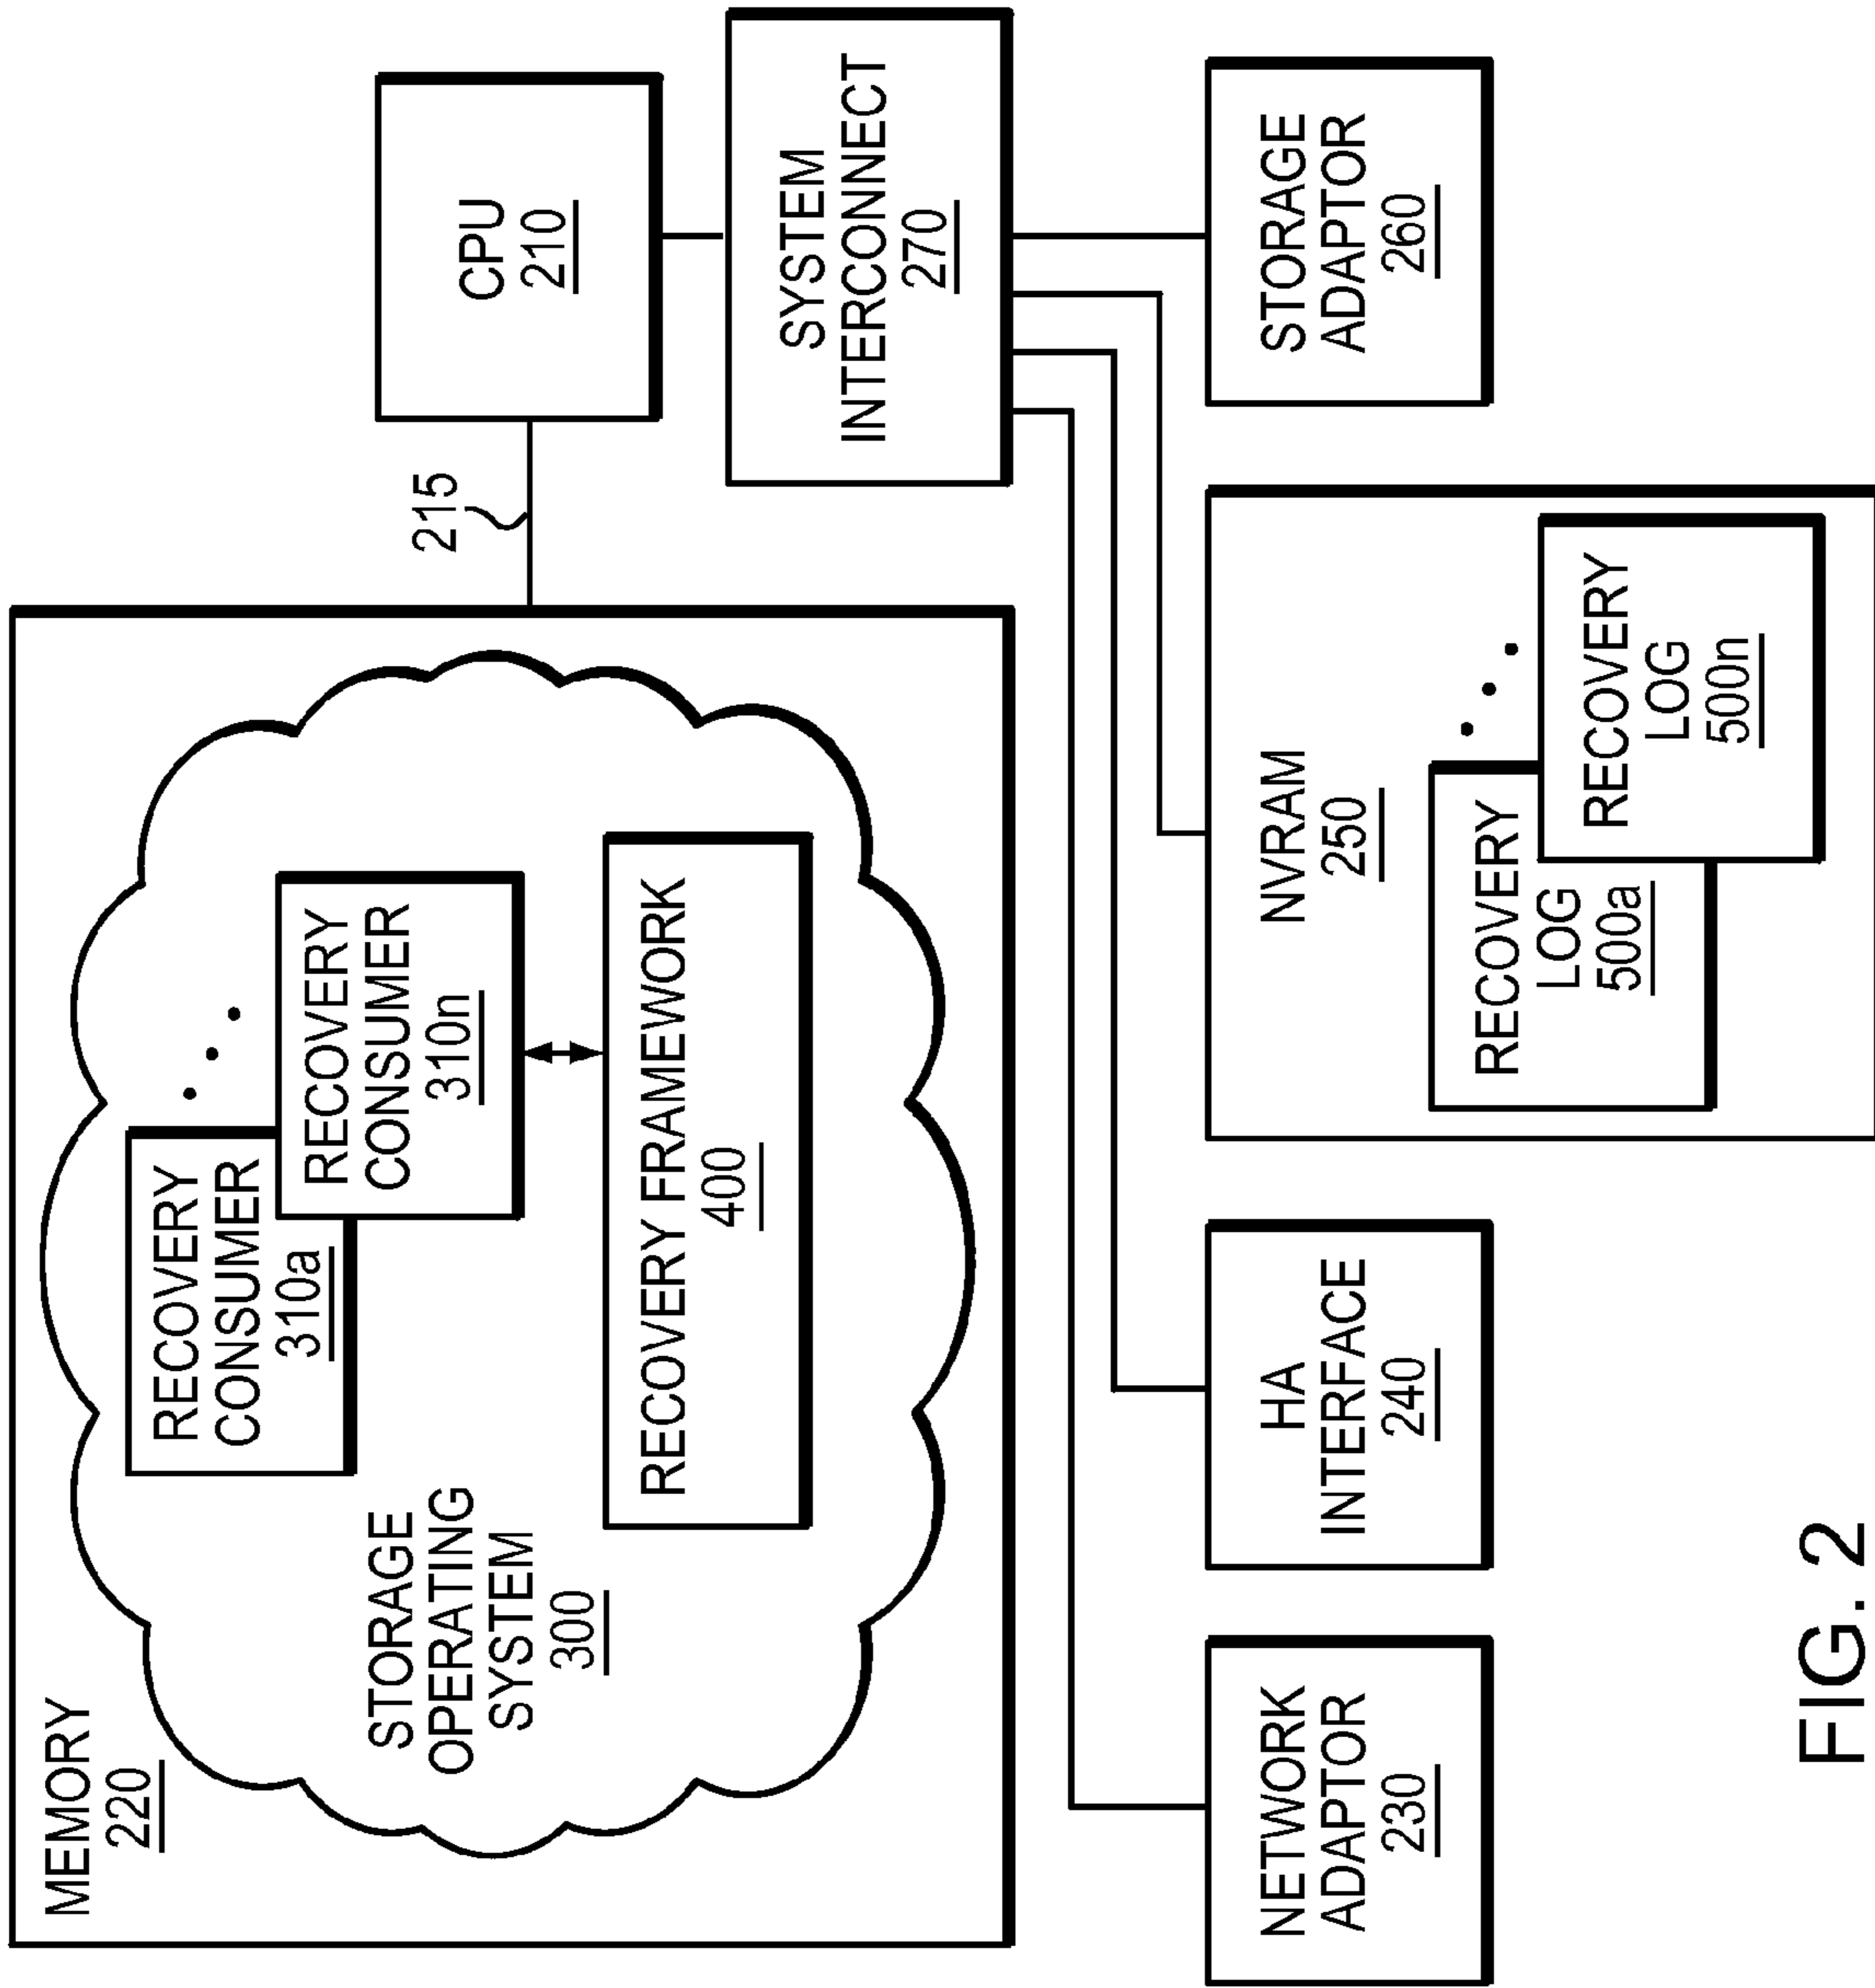 MEMORY
220
STORAGE
OPERATING
SYSTEM
300
RECOVERY
CONSUMER
310a
RECOVERY
CONSUMER
310n
RECOVERY FRAMEWORK
400
215
CPU
210
SYSTEM
INTERCONNECT
270
NETWORK
ADAPTOR
230
HA
INTERFACE
240
NVRAM
250
RECOVERY
LOG
500a
RECOVERY
LOG
500n
STORAGE
ADAPTOR
260
FIG. 2